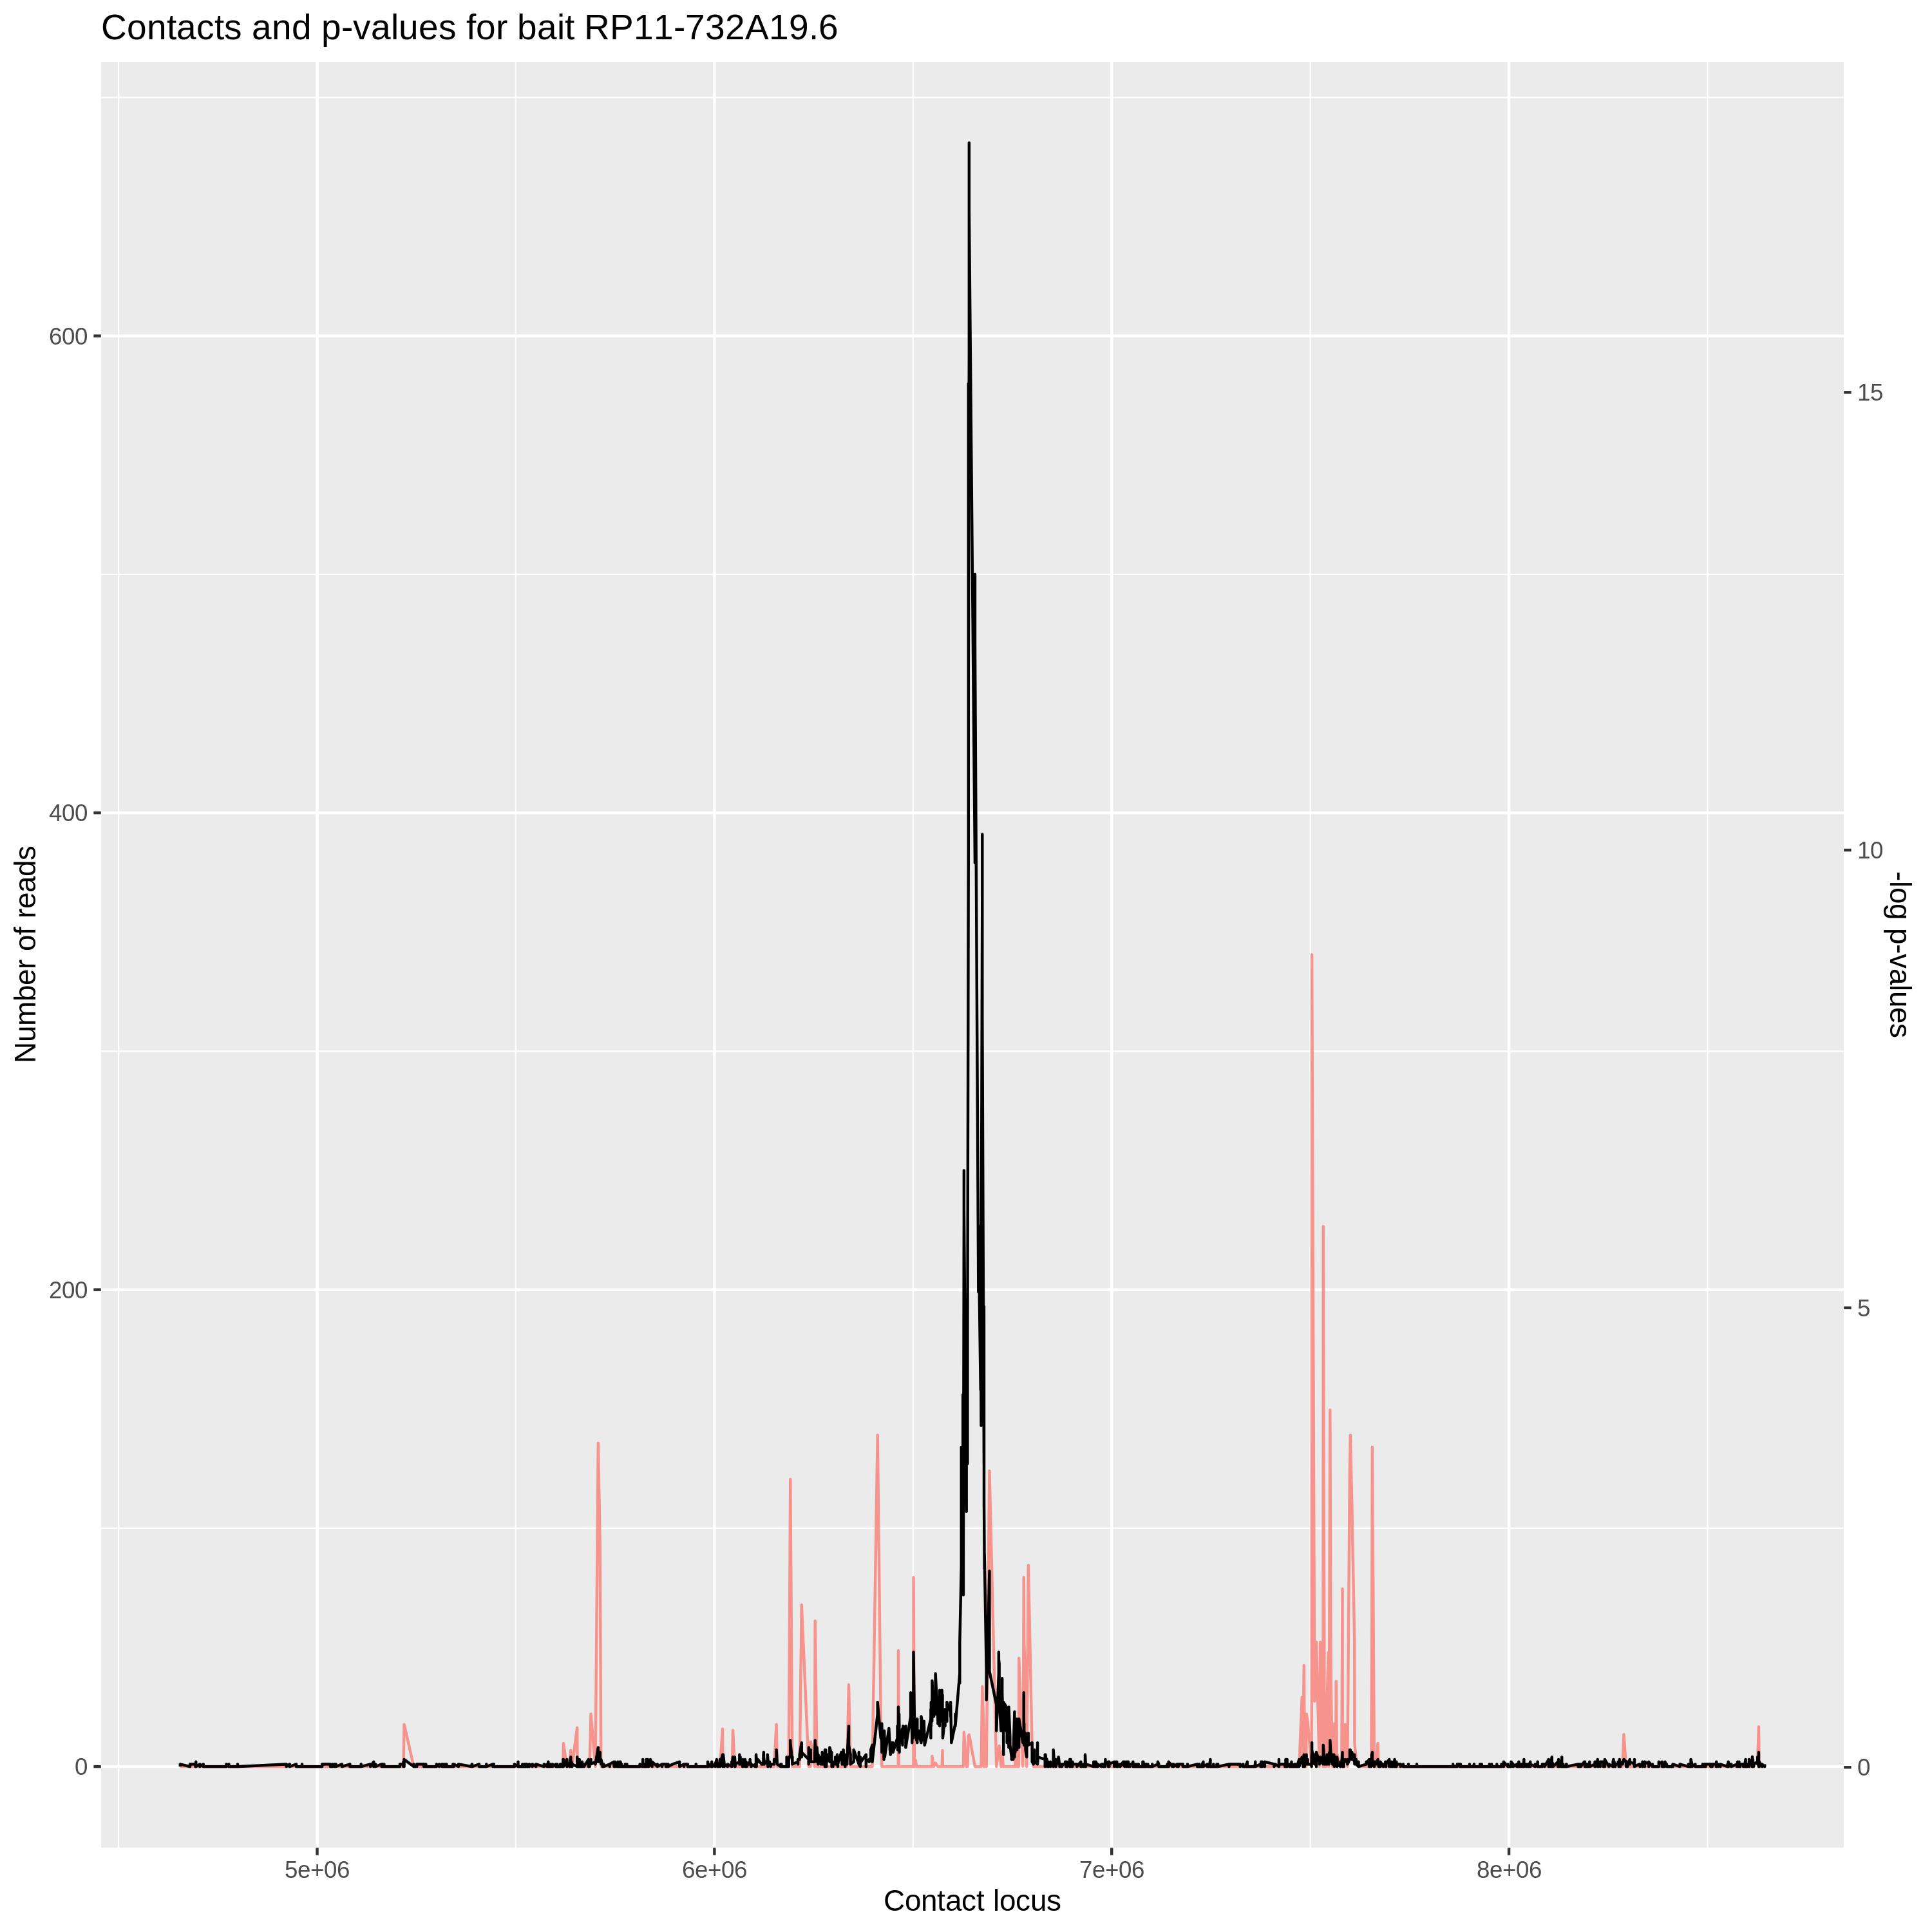 Contacts and p-values for bait RP11-732A19.6
600
400
200
0
15
10
5
0
Number of reads
-log p-values
5e+06
6e+06
7e+06
8e+06
Contact locus